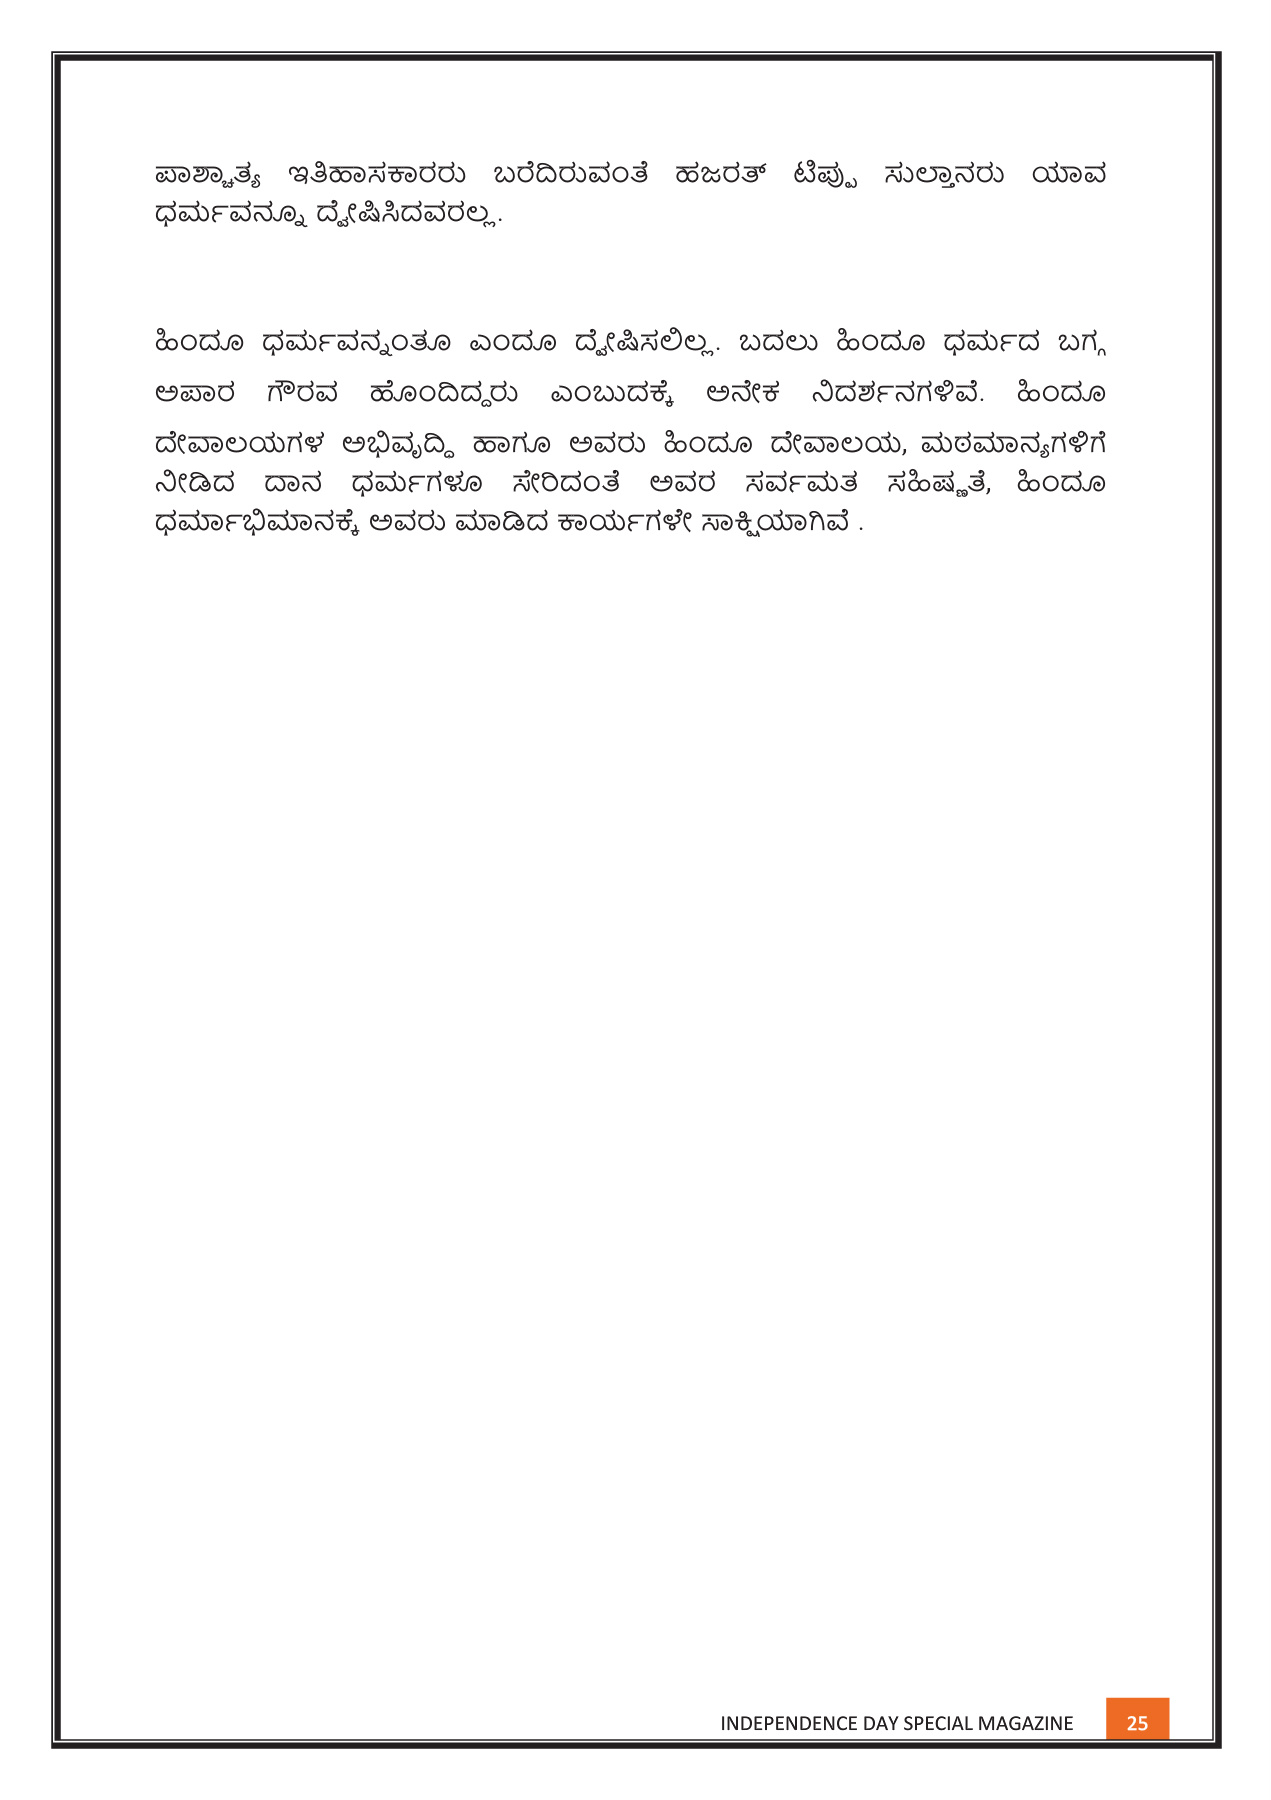 ಪಾಶ್ಚಾತ್ಯ ಇತಿಹಾಸಕಾರರು ಬರೆದಿರುವಂತೆ ಹಜರತ್ ಟಿಪ್ಪು ಸುಲ್ತಾನರು ಯಾವ
ಧರ್ಮವನ್ನೂ ದ್ವೇಷಿಸಿದವರಲ್ಲ.
ಹಿಂದೂ ಧರ್ಮವನ್ನಂತೂ ಎಂದೂ ದ್ವೇಷಿಸಲಿಲ್ಲ. ಬದಲು ಹಿಂದೂ ಧರ್ಮದ ಬಗ್ಗ
ಅಪಾರ ಗೌರವ ಹೊಂದಿದ್ದರು ಎಂಬುದಕ್ಕೆ ಅನೇಕ ನಿದರ್ಶನಗಳಿವೆ. ಹಿಂದೂ
ದೇವಾಲಯಗಳ ಅಭಿವೃದ್ಧಿ ಹಾಗೂ ಅವರು ಹಿಂದೂ ದೇವಾಲಯ, ಮಠಮಾನ್ಯಗಳಿಗೆ
ನೀಡಿದ ದಾನ ಧರ್ಮಗಳೂ ಸೇರಿದಂತೆ ಅವರ ಸರ್ವಮತ ಸಹಿಷ್ಣತೆ, ಹಿಂದೂ
ಧರ್ಮಾಭಿಮಾನಕ್ಕೆ ಅವರು ಮಾಡಿದ ಕಾರ್ಯಗಳೇ ಸಾಕ್ಷಿಯಾಗಿವೆ .
INDEPENDENCE DAY SPECIAL MAGAZINE 25